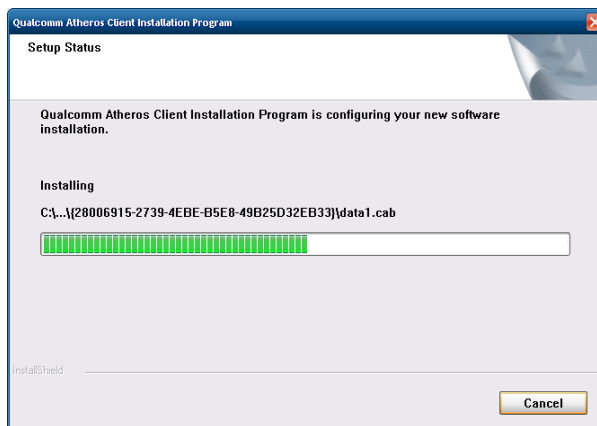 Qualcomm Atheros Client Installation Program
Setup Status
Qualcomm Atheros Client Installation Program is configuring your new software
installation.
Installing
C:\...\{28006915-2739-4EBE-B5E8-49B25D32EB33}\data1.cab
InstallShield
Cancel